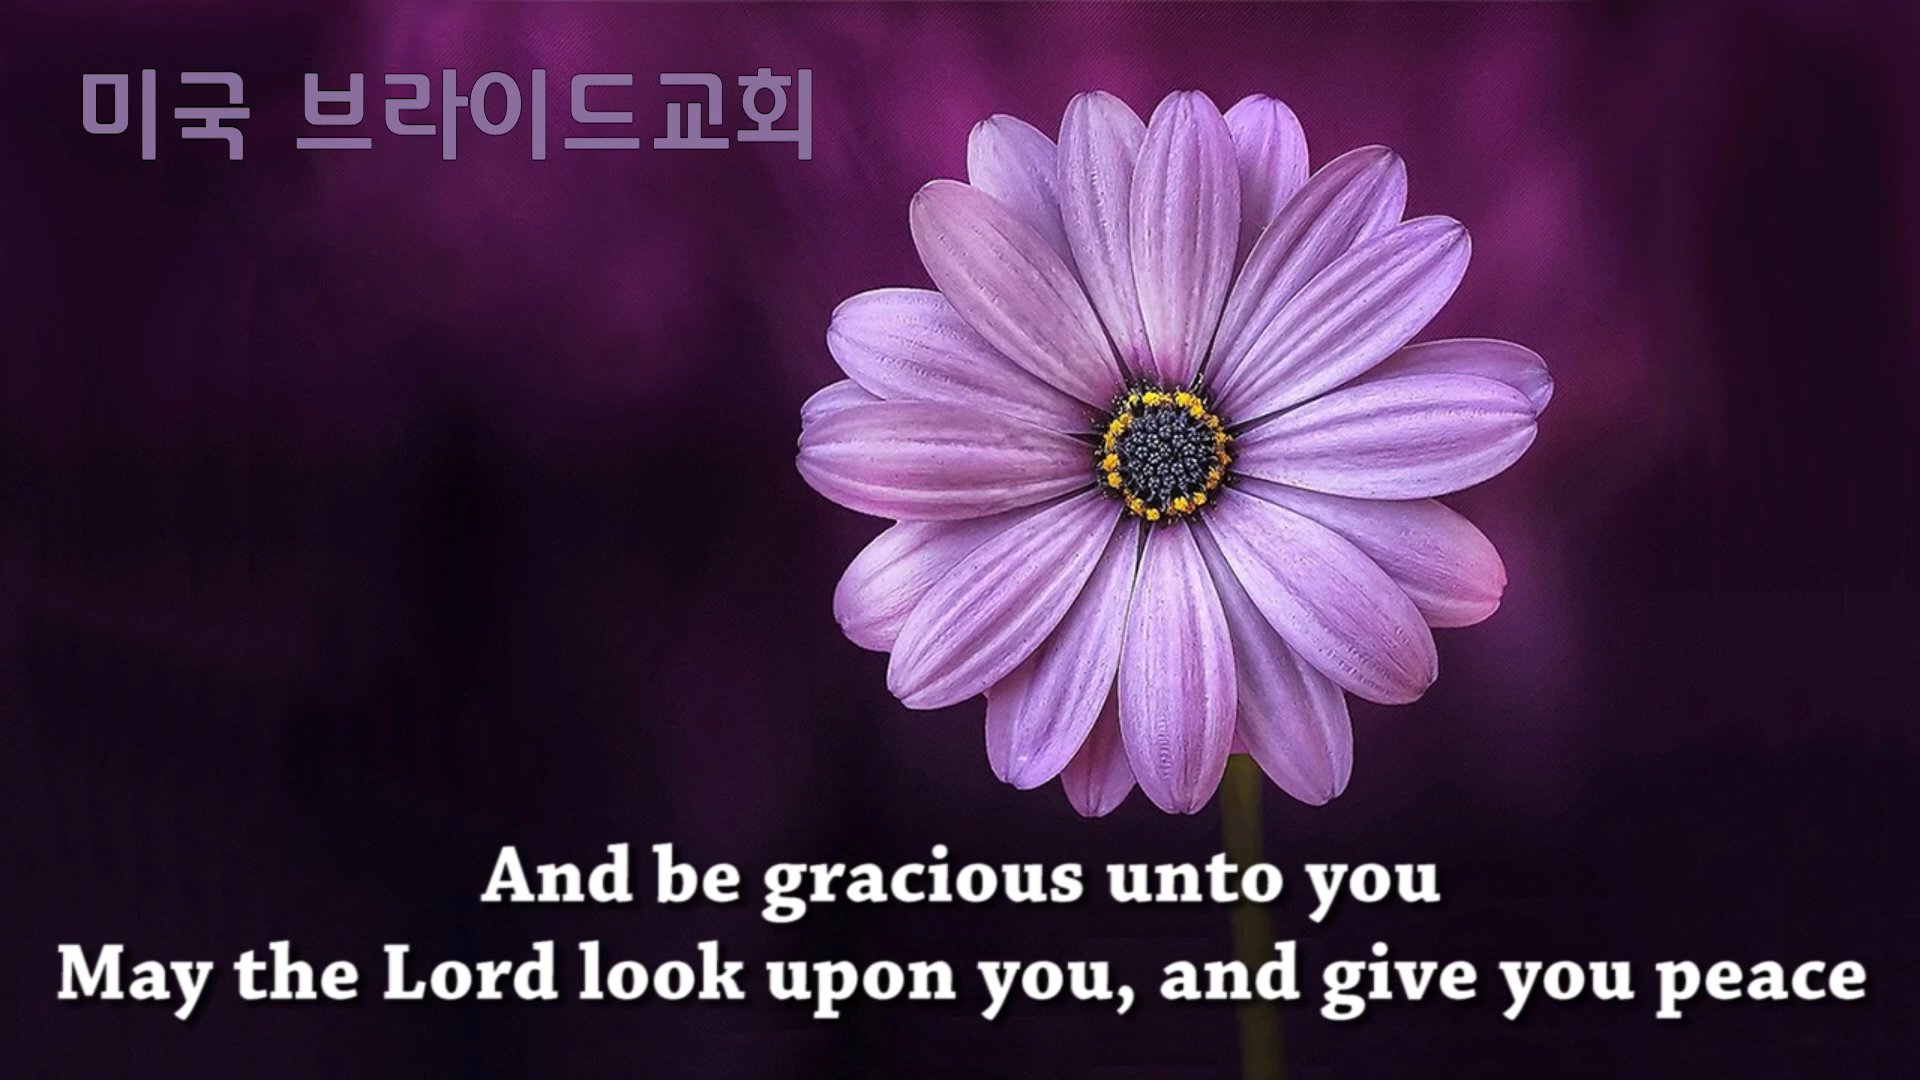 미국 브라이드교회
And be gracious unto you
May the Lord look upon you, and give you peace